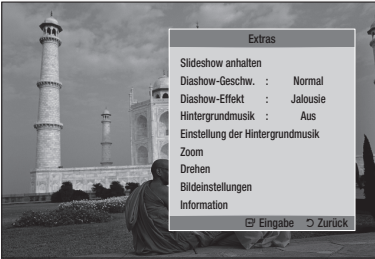 Extras
Slideshow anhalten
Diashow-Geschw. : Normal
Diashow-Effekt : Jalousie
Hintergrundmusik : Aus
Einstellung der Hintergrundmusik
Zoom
Drehen
Bildeinstellungen
Information
Eingabe Zurück